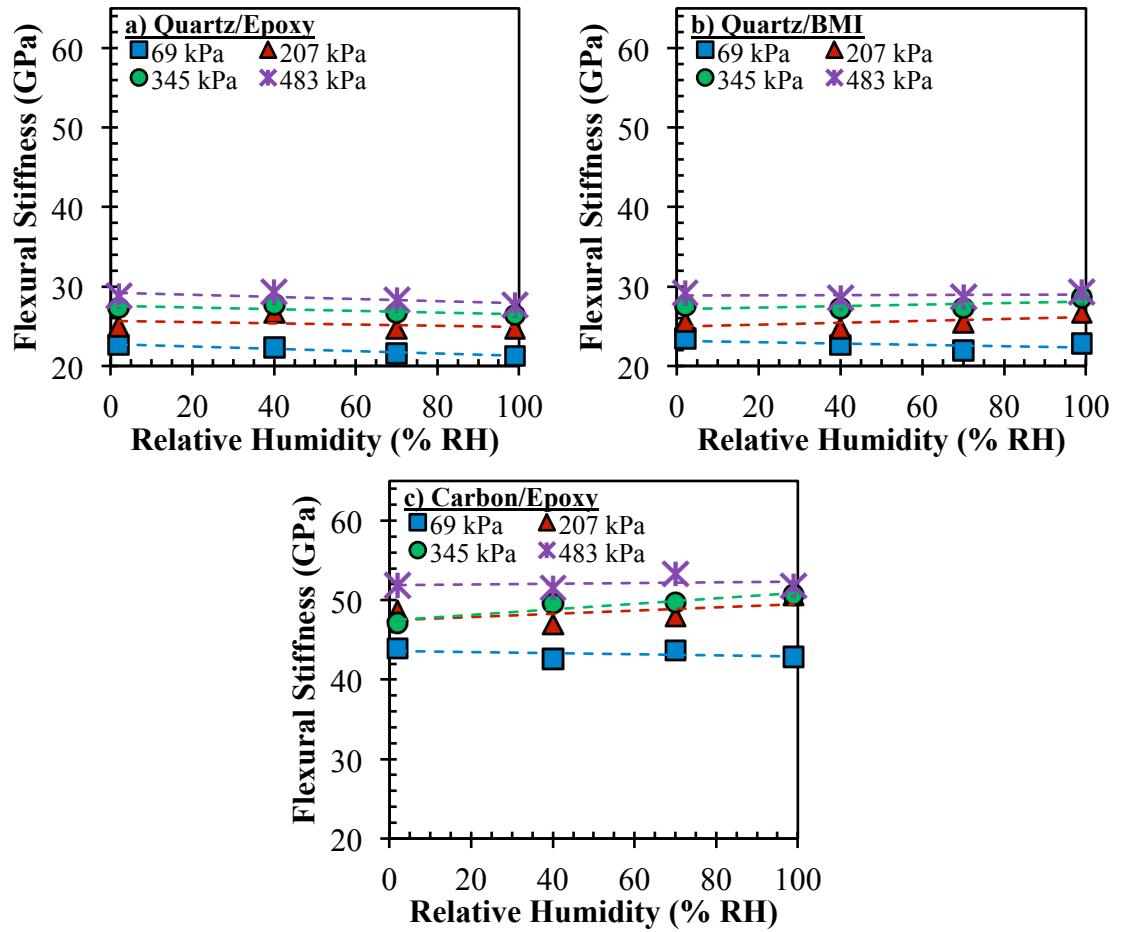 a) Quartz/Epoxy
69 kPa 207 kPa
345 kPa 483 kPa
Flexural Stiffness (GPa)
60
50
40
30
20
0 20 40 60 80 100
Relative Humidity (% RH)
b) Quartz/BMI
69 kPa 207 kPa
345 kPa 483 kPa
Flexural Stiffness (GPa)
60
50
40
30
20
0 20 40 60 80 100
Relative Humidity (% RH)
c) Carbon/Epoxy
69 kPa 207 kPa
345 kPa 483 kPa
Flexural Stiffness (GPa)
60
50
40
30
20
0 20 40 60 80 100
Relative Humidity (% RH)